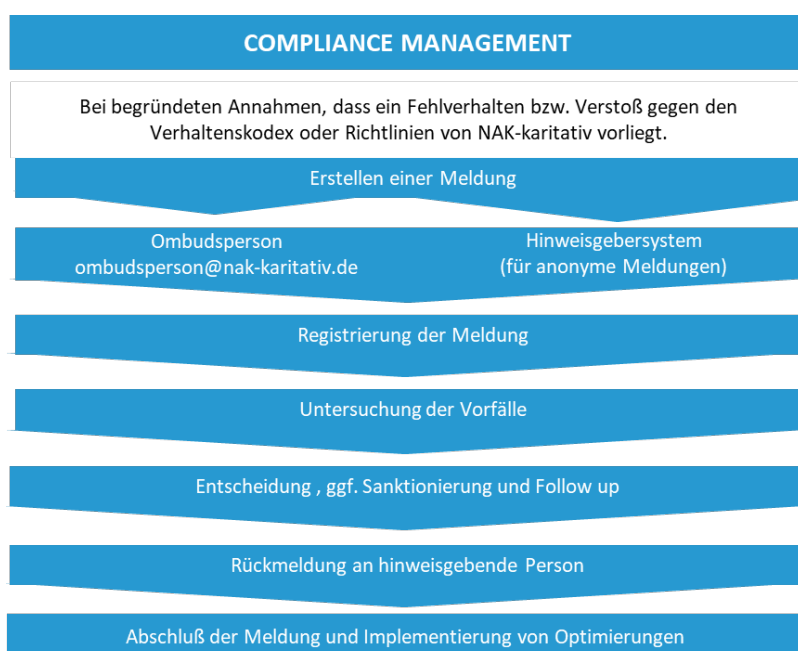 COMPLIANCE MANAGEMENT
Bei begründeten Annahmen, dass ein Fehlverhalten bzw. Verstoß gegen den
Verhaltenskodex oder Richtlinien von NAK-karitativ vorliegt.
Erstellen einer Meldung
Ombudsperson
ombudsperson@nak-karitativ.de
Hinweisgebersystem
(für anonyme Meldungen)
Registrierung der Meldung
Untersuchung der Vorfälle
Entscheidung , ggf. Sanktionierung und Follow up
Rückmeldung an hinweisgebende Person
Abschluß der Meldung und Implementierung von Optimierungen